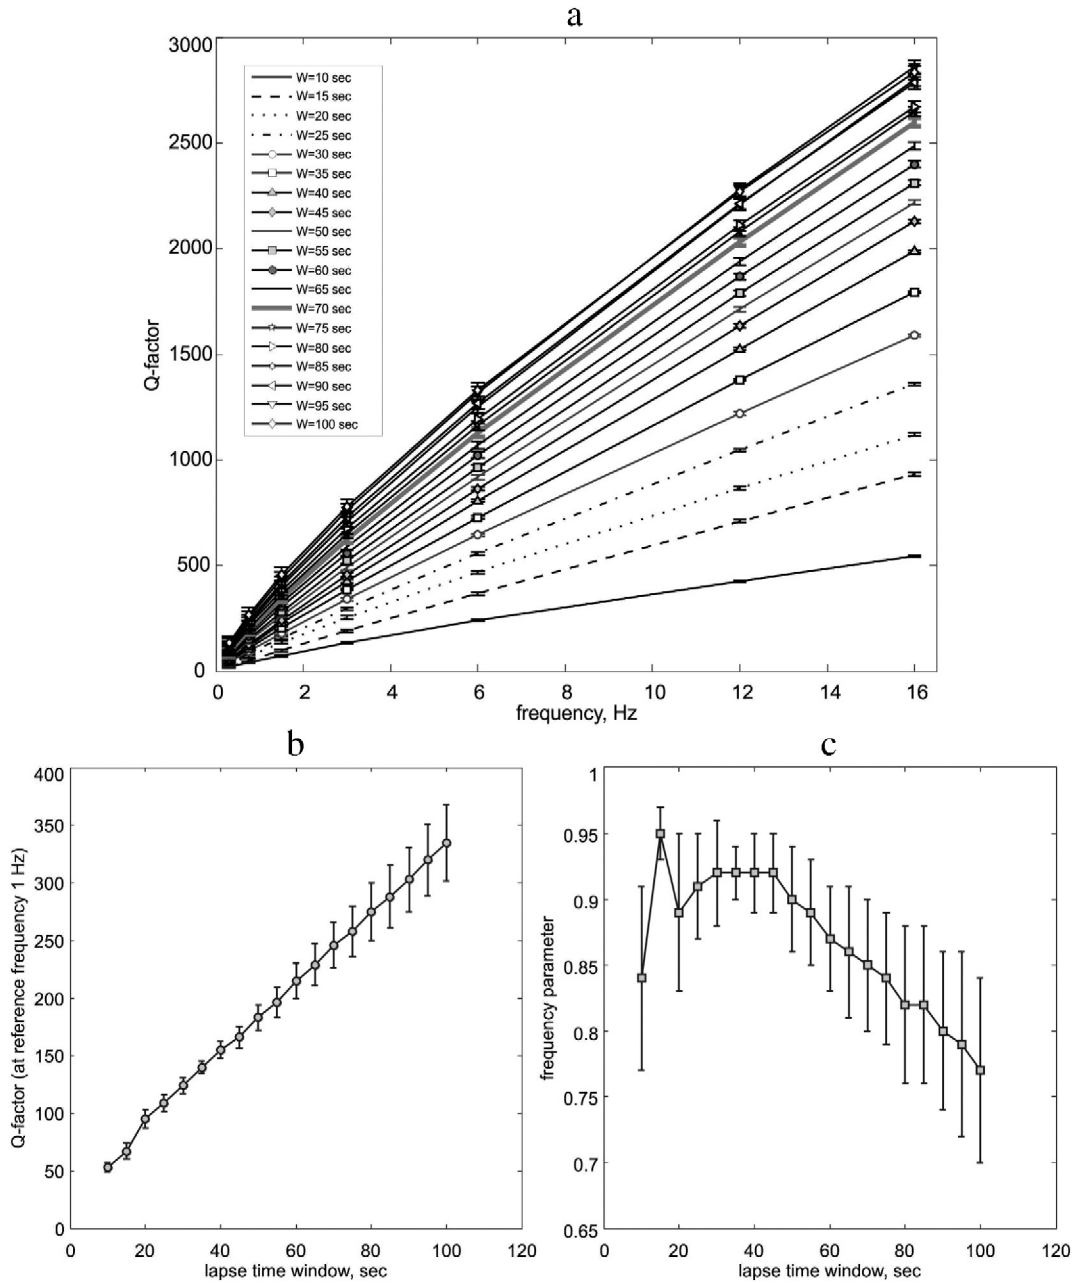 a
3000
2500
2000
1500
1000
500
0
Q-factor
W=10 sec
W=15 sec
W=20 sec
W=25 sec
W=30 sec
W=35 sec
W=40 sec
W=45 sec
W=50 sec
W=55 sec
W=60 sec
W=65 sec
W=70 sec
W=75 sec
W=80 sec
W=85 sec
W=90 sec
W=95 sec
W=100 sec
0 2 4 6 8 10 12 14 16
frequency, Hz
b
400
350
300
250
200
150
100
50
0
Q-factor (at reference frequency 1 Hz)
0 20 40 60 80 100 120
lapse time window, sec
c
1
0.95
0.9
0.85
0.8
0.75
0.7
0.65
frequency parameter
0 20 40 60 80 100 120
lapse time window, sec